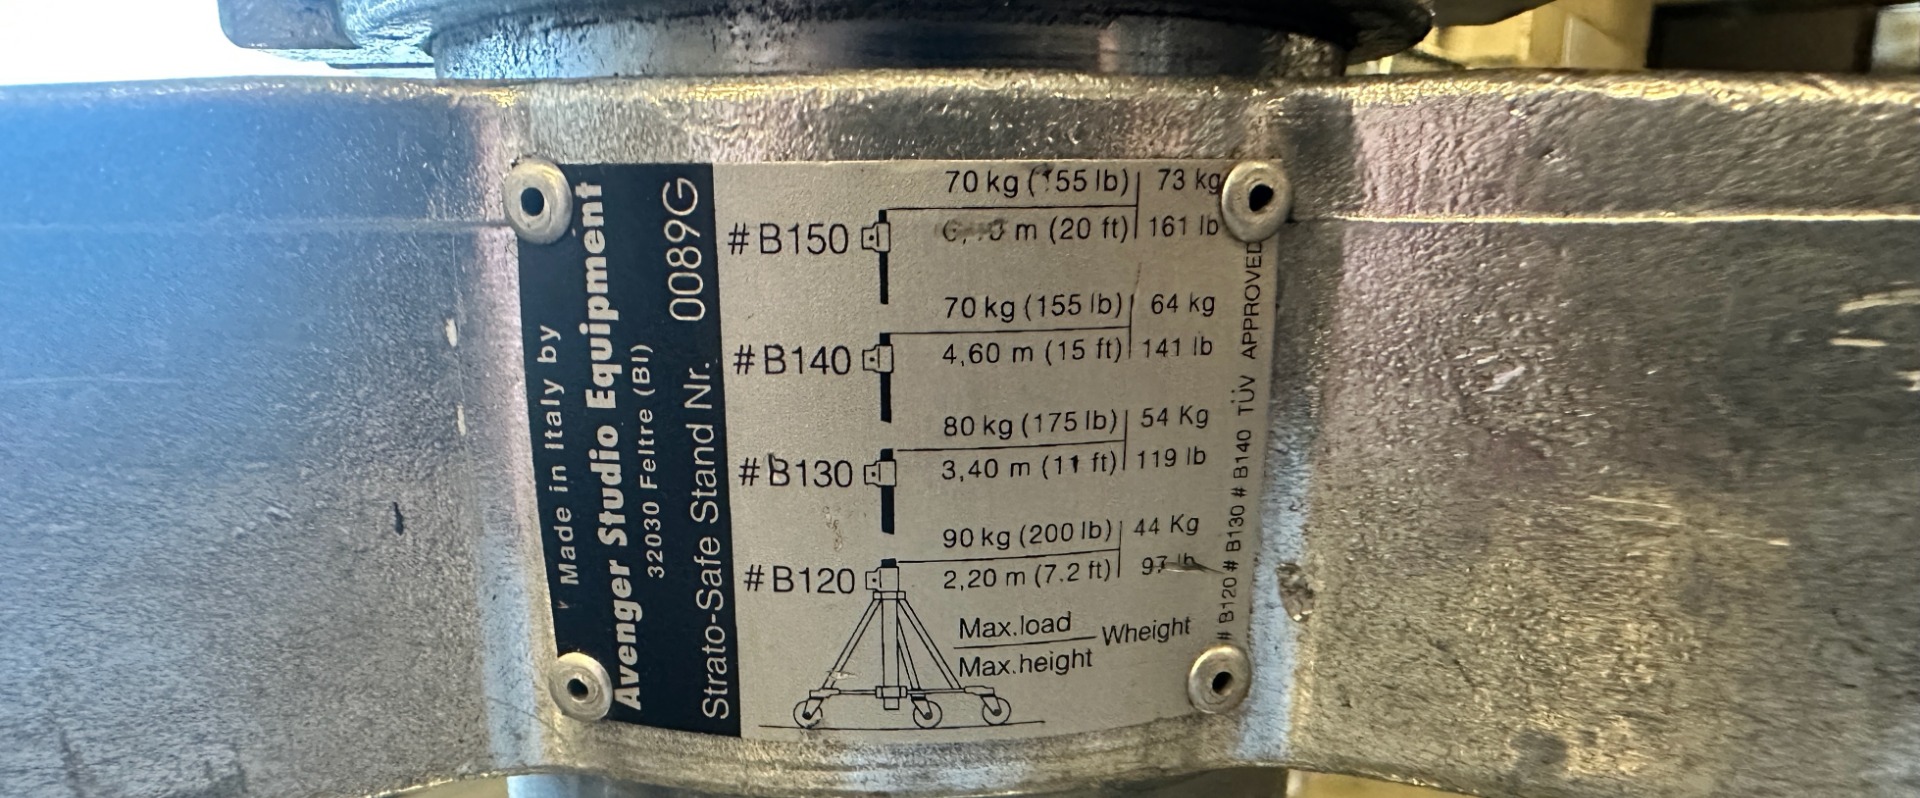 Made in Italy by
Avenger Studio Equipment
32030 Feltre (BI)
Strato-Safe Stand Nr. 0089G
#B150
70 kg (155 lb) 73 kg
m (20 ft) 161 lb
#B140
70 kg (155 lb) 64 kg
4,60 m (15 ft) 141 lb
#B130
80 kg (175 lb) 54 Kg
3,40 m (11 ft) 119 lb
#B120
90 kg (200 lb) 44 Kg
2,20 m (7.2 ft) 97 lb
Max.load
Max.height
Wheight
# B120 # B130 # B140 TÜV APPROVED